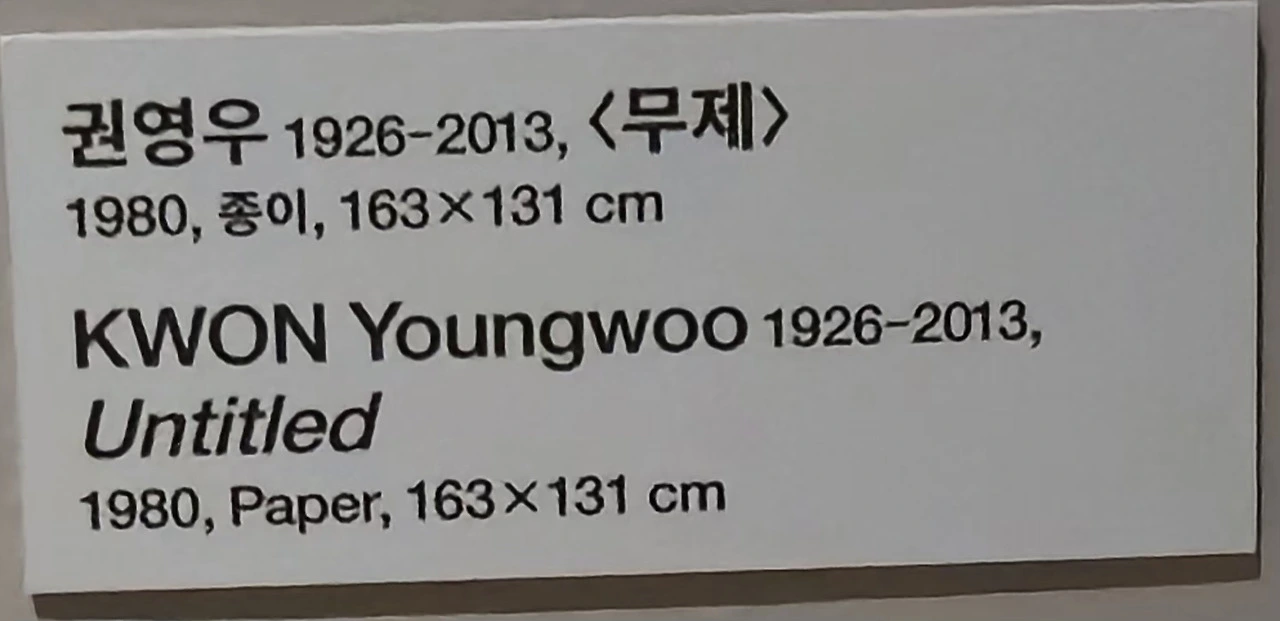 권영우 1926–2013, 〈무제〉
1980, 종이, 163×131 cm
KWON Youngwoo 1926–2013,
Untitled
1980, Paper, 163×131 cm